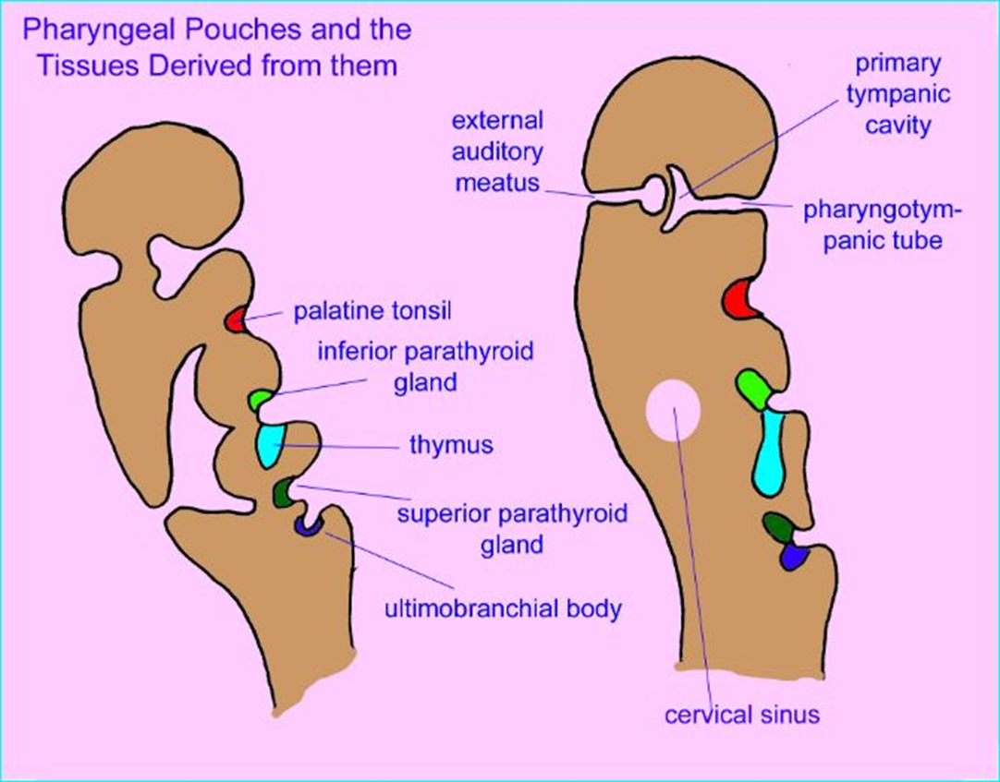 Pharyngeal Pouches and the
Tissues Derived from them
primary
tympanic
cavity
external
auditory
meatus
pharyngotym-
panic tube
palatine tonsil
inferior parathyroid
gland
thymus
superior parathyroid
gland
ultimobranchial body
cervical sinus